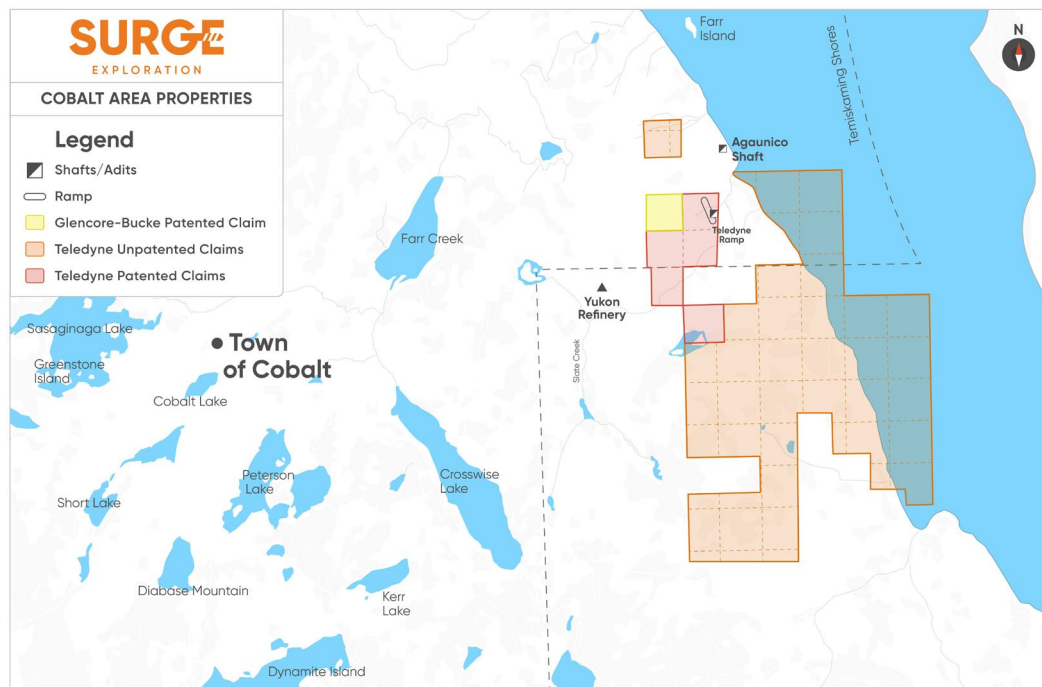 SURGE
EXPLORATION
COBALT AREA PROPERTIES
Legend
Shafts/Adits
Ramp
Glencore-Bucke Patented Claim
Teledyne Unpatented Claims
Teledyne Patented Claims
Farr
Island
Temiskaming Shores
N
Agaunico
Shaft
Teledyne
Ramp
Farr Creek
Yukon
Refinery
Slate Creek
Sasaginaga Lake
Greenstone
Island
Town
of Cobalt
Cobalt Lake
Crosswise
Lake
Peterson
Lake
Short Lake
Diabase Mountain
Kerr
Lake
Dynamite Island